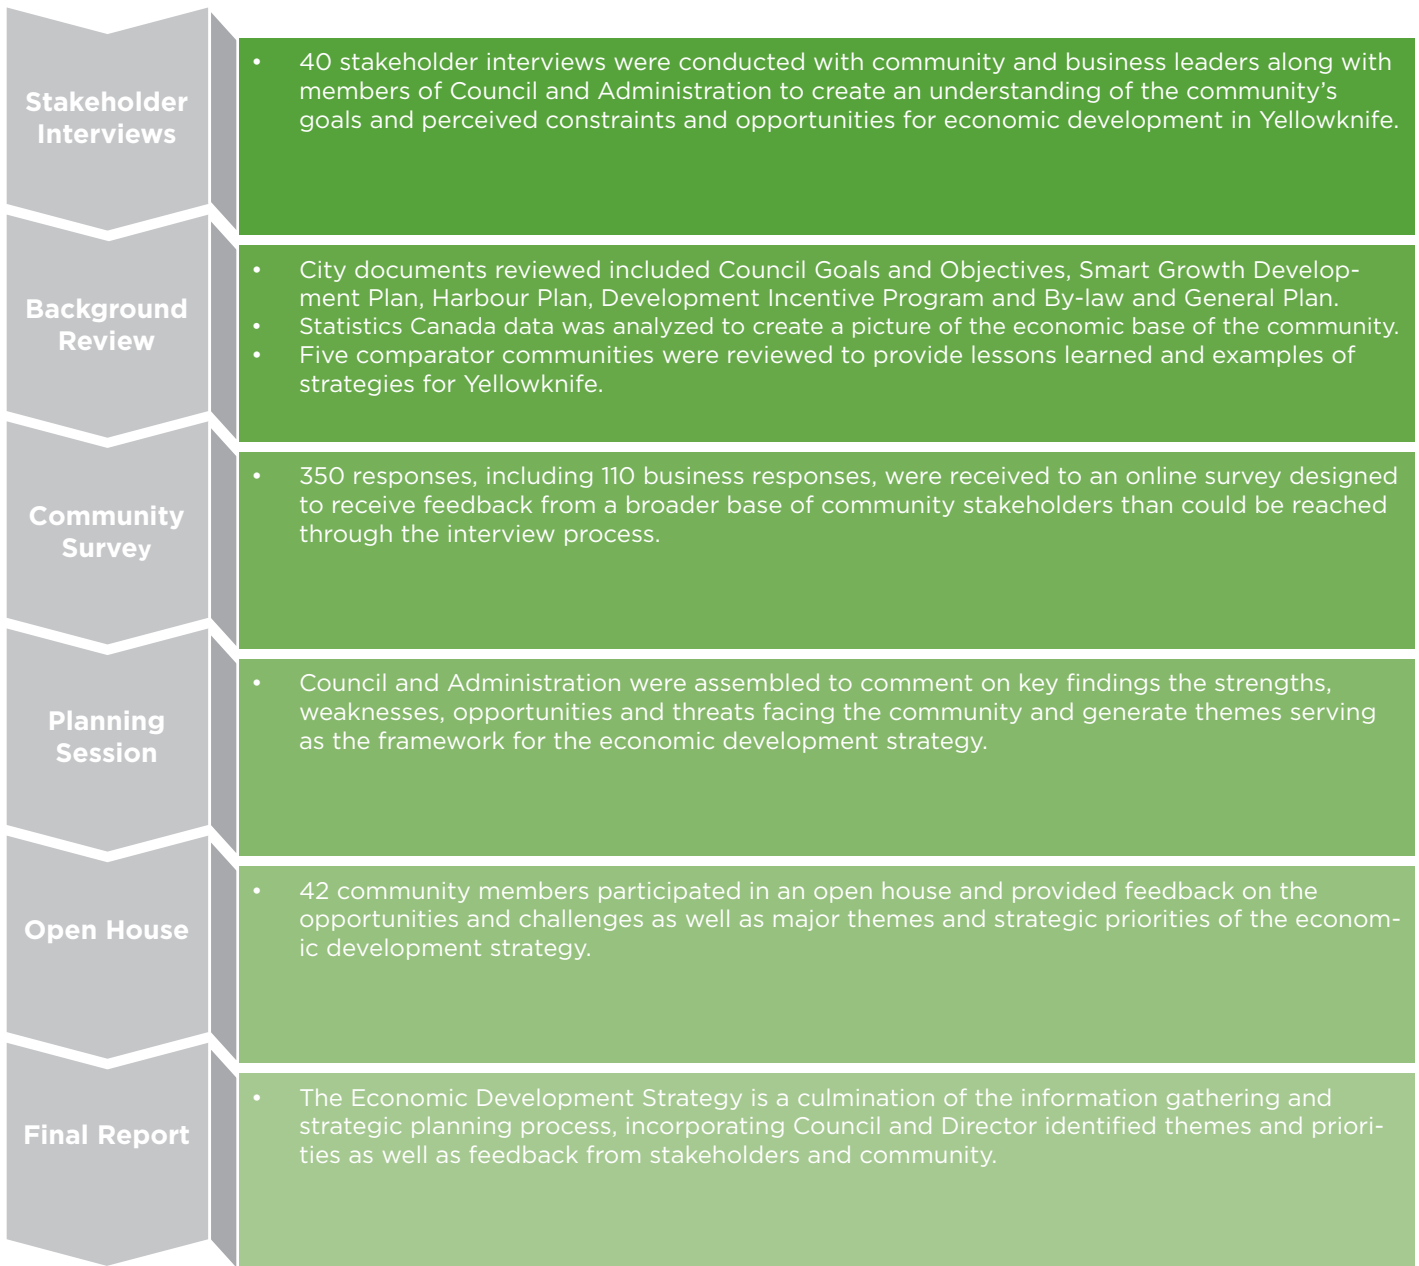 Stakeholder
Interviews
• 40 stakeholder interviews were conducted with community and business leaders along with
members of Council and Administration to create an understanding of the community’s
goals and perceived constraints and opportunities for economic development in Yellowknife.
Background
Review
• City documents reviewed included Council Goals and Objectives, Smart Growth Develop-
ment Plan, Harbour Plan, Development Incentive Program and By-law and General Plan.
• Statistics Canada data was analyzed to create a picture of the economic base of the community.
• Five comparator communities were reviewed to provide lessons learned and examples of
strategies for Yellowknife.
Community
Survey
• 350 responses, including 110 business responses, were received to an online survey designed
to receive feedback from a broader base of community stakeholders than could be reached
through the interview process.
Planning
Session
• Council and Administration were assembled to comment on key findings the strengths,
weaknesses, opportunities and threats facing the community and generate themes serving
as the framework for the economic development strategy.
Open House
• 42 community members participated in an open house and provided feedback on the
opportunities and challenges as well as major themes and strategic priorities of the econom-
ic development strategy.
Final Report
• The Economic Development Strategy is a culmination of the information gathering and
strategic planning process, incorporating Council and Director identified themes and priori-
ties as well as feedback from stakeholders and community.